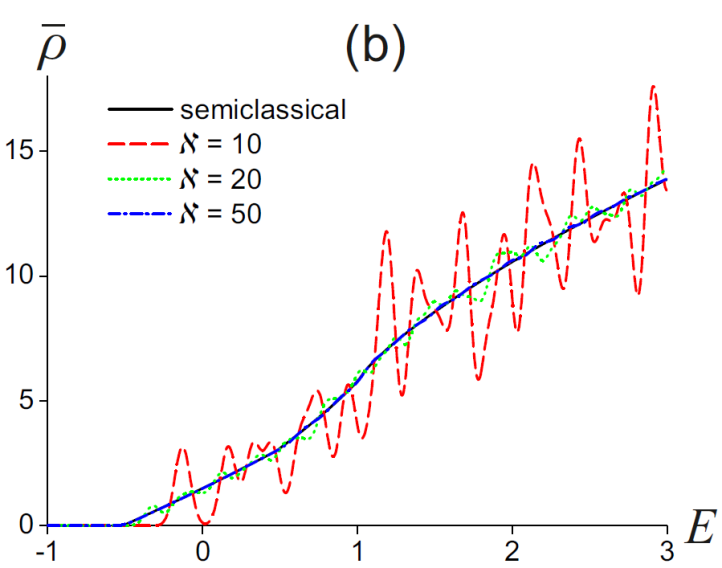 ρ̅ (b)
semiclassical
ℵ = 10
ℵ = 20
ℵ = 50
15
10
5
0
-1 0 1 2 3 E